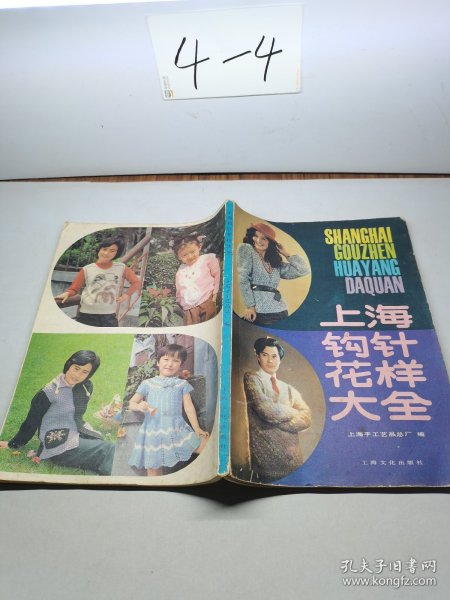 4-4
SHANGHAI
GOUZHEN
HUAYANG
DAQUAN
上海
钩针
花样
大全
上海手工艺品总厂 编
上海文化出版社
孔夫子旧书网
www.kongfz.com